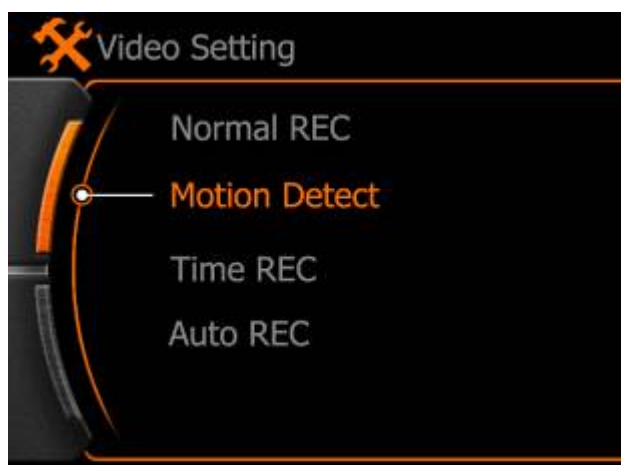 Video Setting
Normal REC
Motion Detect
Time REC
Auto REC